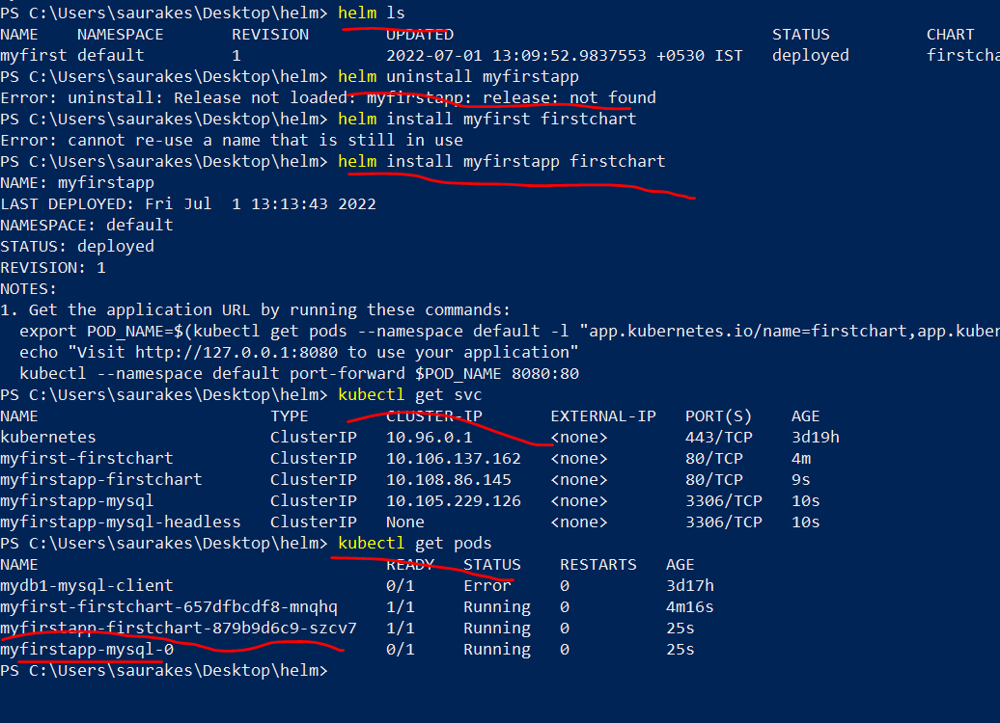 PS C:\Users\saurakes\Desktop\helm> helm ls
NAME NAMESPACE REVISION UPDATED STATUS CHART
myfirst default 1 2022-07-01 13:09:52.9837553 +0530 IST deployed firstcha
PS C:\Users\saurakes\Desktop\helm> helm uninstall myfirstapp
Error: uninstall: Release not loaded: myfirstapp: release: not found
PS C:\Users\saurakes\Desktop\helm> helm install myfirst firstchart
Error: cannot re-use a name that is still in use
PS C:\Users\saurakes\Desktop\helm> helm install myfirstapp firstchart
NAME: myfirstapp
LAST DEPLOYED: Fri Jul  1 13:13:43 2022
NAMESPACE: default
STATUS: deployed
REVISION: 1
NOTES:
1. Get the application URL by running these commands:
  export POD_NAME=$(kubectl get pods --namespace default -l "app.kubernetes.io/name=firstchart,app.kuber
  echo "Visit http://127.0.0.1:8080 to use your application"
  kubectl --namespace default port-forward $POD_NAME 8080:80
PS C:\Users\saurakes\Desktop\helm> kubectl get svc
NAME TYPE CLUSTER-IP EXTERNAL-IP PORT(S) AGE
kubernetes ClusterIP 10.96.0.1 <none> 443/TCP 3d19h
myfirst-firstchart ClusterIP 10.106.137.162 <none> 80/TCP 4m
myfirstapp-firstchart ClusterIP 10.108.86.145 <none> 80/TCP 9s
myfirstapp-mysql ClusterIP 10.105.229.126 <none> 3306/TCP 10s
myfirstapp-mysql-headless ClusterIP None <none> 3306/TCP 10s
PS C:\Users\saurakes\Desktop\helm> kubectl get pods
NAME READY STATUS RESTARTS AGE
mydb1-mysql-client 0/1 Error 0 3d17h
myfirst-firstchart-657dfbcdf8-mnqhq 1/1 Running 0 4m16s
myfirstapp-firstchart-879b9d6c9-szcv7 1/1 Running 0 25s
myfirstapp-mysql-0 0/1 Running 0 25s
PS C:\Users\saurakes\Desktop\helm>